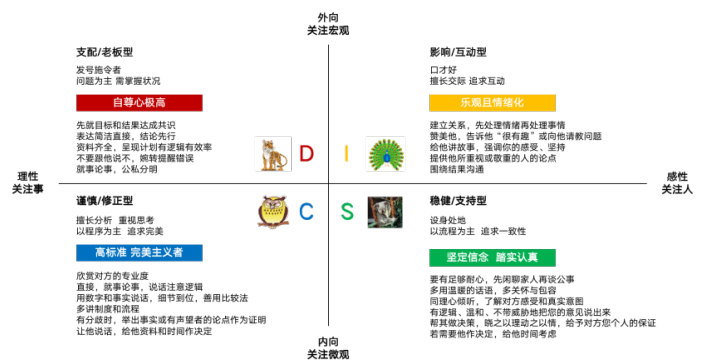 外向
关注宏观
支配/老板型
发号施令者
问题为主 需掌握状况
自尊心极高
先就目标和结果达成共识
表达简洁直接，结论先行
资料齐全，呈现计划有逻辑有效率
不要跟他说不，婉转提醒错误
就事论事，公私分明
影响/互动型
口才好
擅长交际 追求互动
乐观且情绪化
建立关系，先处理情绪再处理事情
赞美他，告诉他“很有趣”或向他请教问题
给他讲故事，强调你的感受、坚持
提供他所重视或敬重的人的论点
围绕结果沟通
D
I
理性
关注事
感性
关注人
谨慎/修正型
擅长分析 重视思考
以程序为主 追求完美
高标准 完美主义者
欣赏对方的专业度
直接，就事论事，说话注意逻辑
用数字和事实说话，细节到位，善用比较法
多讲制度和流程
有分歧时，举出事实或有声望者的论点作为证明
让他说话，给他资料和时间作决定
C
S
稳健/支持型
设身处地
以流程为主 追求一致性
坚定信念 踏实认真
要有足够耐心，先闲聊家人再谈公事
多用温暖的话语，多关怀与包容
同理心倾听，了解对方感受和真实意图
有逻辑、温和、不带威胁地把您的意见说出来
帮其做决策，晓之以理动之以情，给予对方您个人的保证
若需要他作决定，给他时间考虑
内向
关注微观